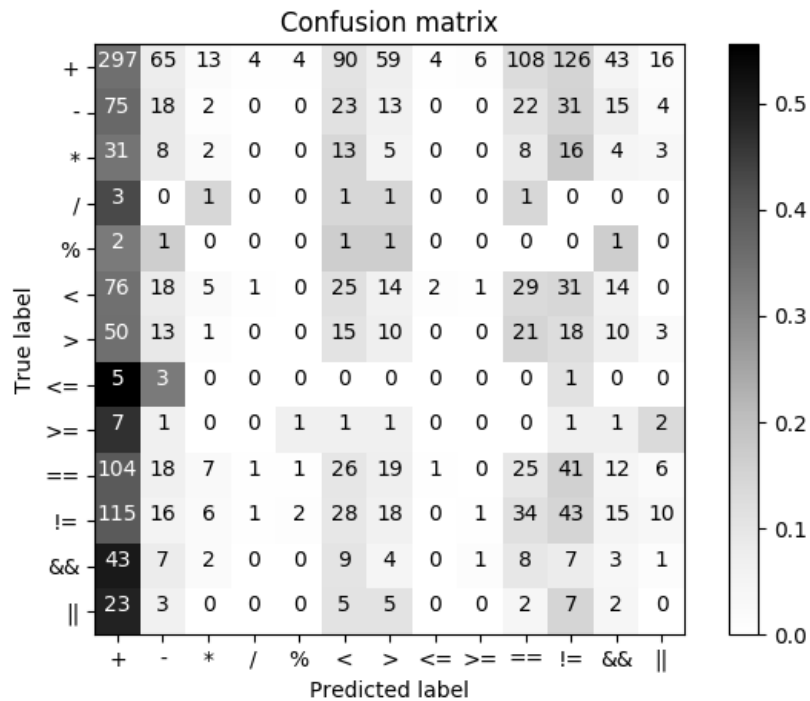 Confusion matrix
+ 297 65 13 4 4 90 59 4 6 108 126 43 16
- 75 18 2 0 0 23 13 0 0 22 31 15 4
* 31 8 2 0 0 13 5 0 0 8 16 4 3
/ 3 0 1 0 0 1 1 0 0 1 0 0 0
% 2 1 0 0 0 1 1 0 0 0 0 1 0
< 76 18 5 1 0 25 14 2 1 29 31 14 0
> 50 13 1 0 0 15 10 0 0 21 18 10 3
<= 5 3 0 0 0 0 0 0 0 0 1 0 0
>= 7 1 0 0 1 1 1 0 0 0 1 1 2
== 104 18 7 1 1 26 19 1 0 25 41 12 6
!= 115 16 6 1 2 28 18 0 1 34 43 15 10
&& 43 7 2 0 0 9 4 0 1 8 7 3 1
|| 23 3 0 0 0 5 5 0 0 2 7 2 0
+ - * / % < > <= >= == != && ||
Predicted label
True label
0.5
0.4
0.3
0.2
0.1
0.0